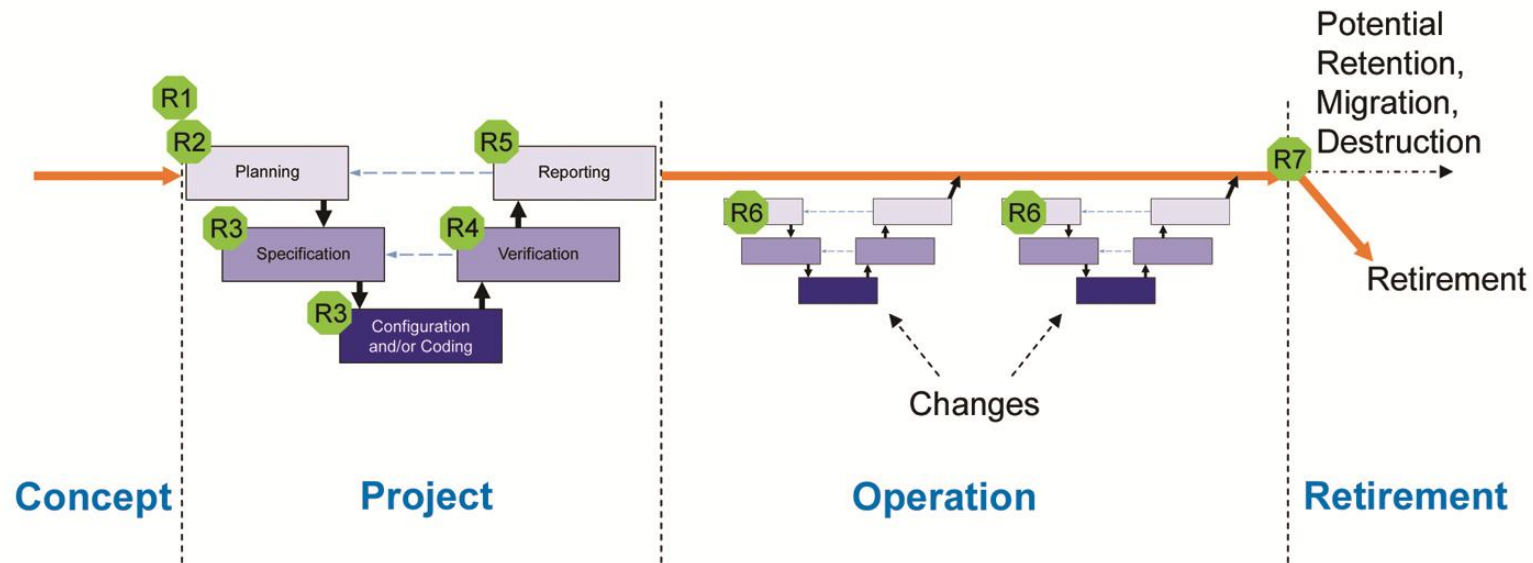 Potential
Retention,
Migration,
Destruction
R1
R2
Planning
R5
Reporting
R7
R3
Specification
R4
Verification
R6
R6
Retirement
R3
Configuration
and/or Coding
Changes
Concept
Project
Operation
Retirement